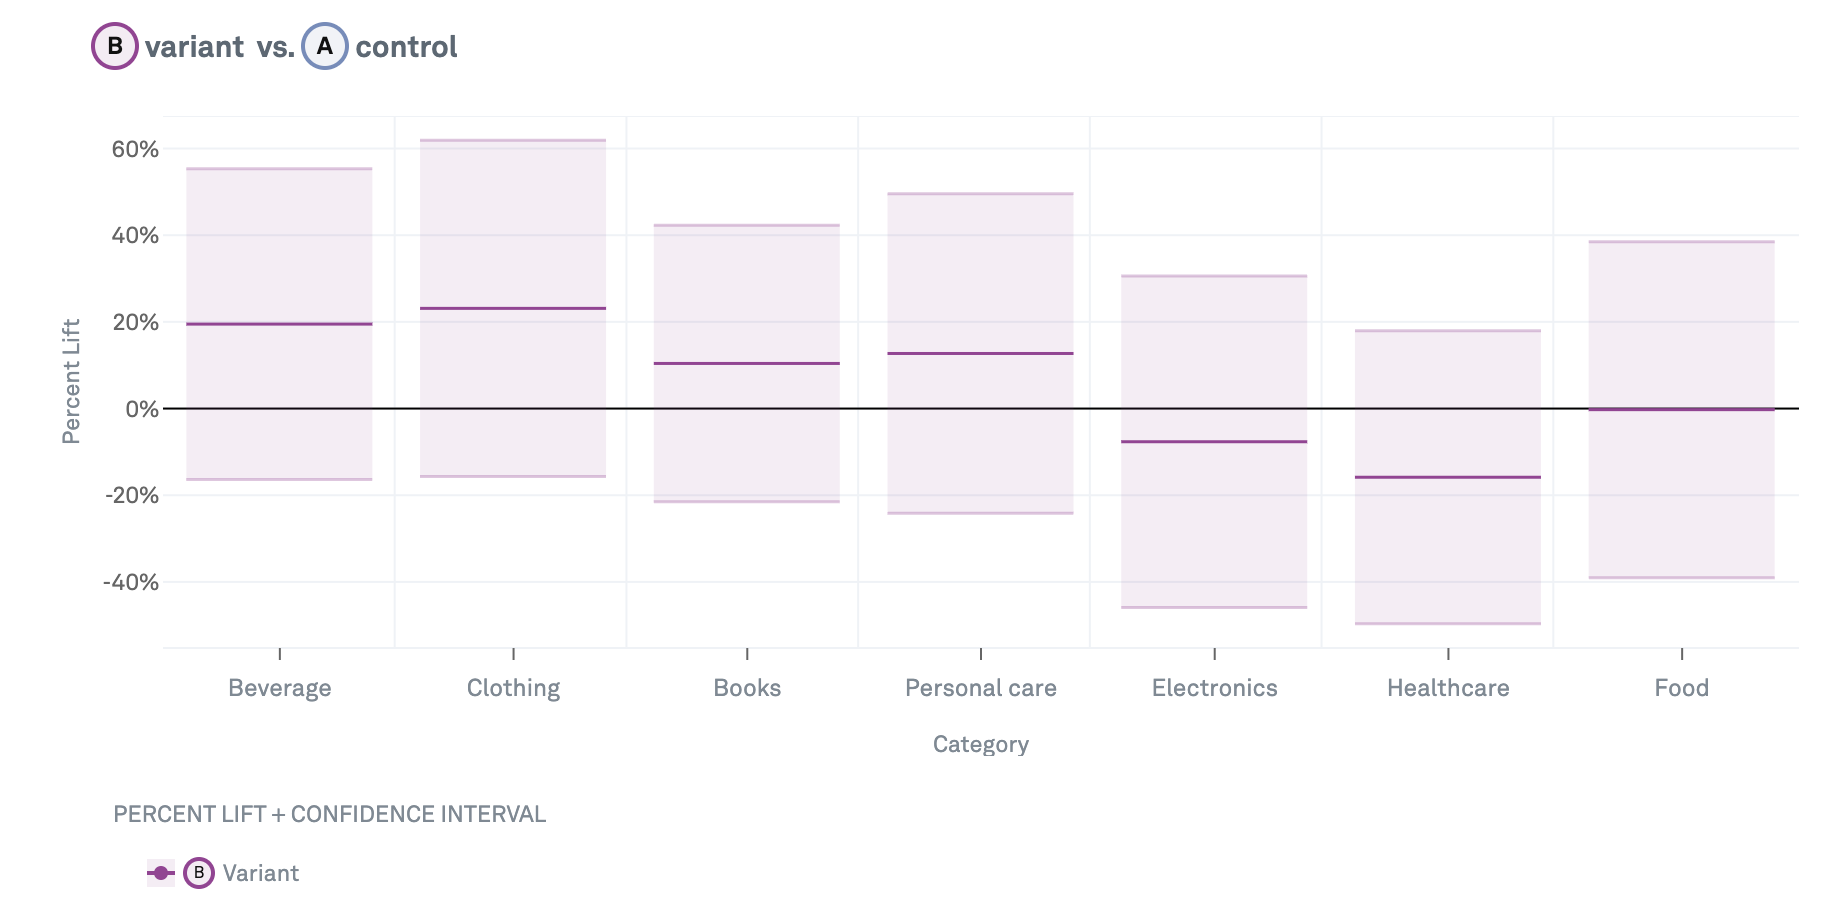 B variant vs. A control
60%
40%
20%
0%
-20%
-40%
Percent Lift
Beverage Clothing Books Personal care Electronics Healthcare Food
Category
PERCENT LIFT + CONFIDENCE INTERVAL
B Variant